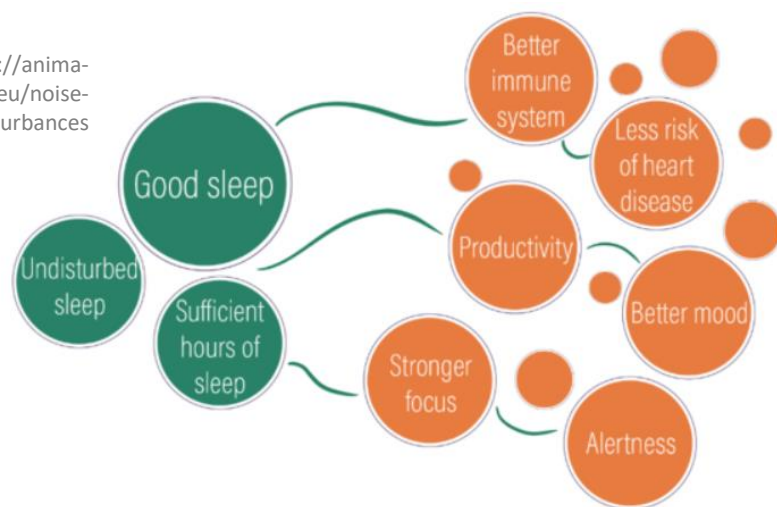 ://anima-
eu/noise-
urbances
Good sleep
Undisturbed
sleep
Sufficient
hours of
sleep
Better
immune
system
Less risk
of heart
disease
Productivity
Better mood
Stronger
focus
Alertness